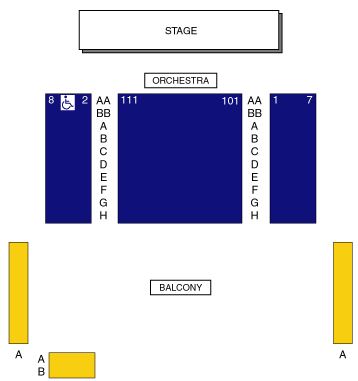 STAGE
ORCHESTRA
8 2 AA 111 101 AA 1 7
BB BB
A A
B B
C C
D D
E E
F F
G G
H H
BALCONY
A A
A
B